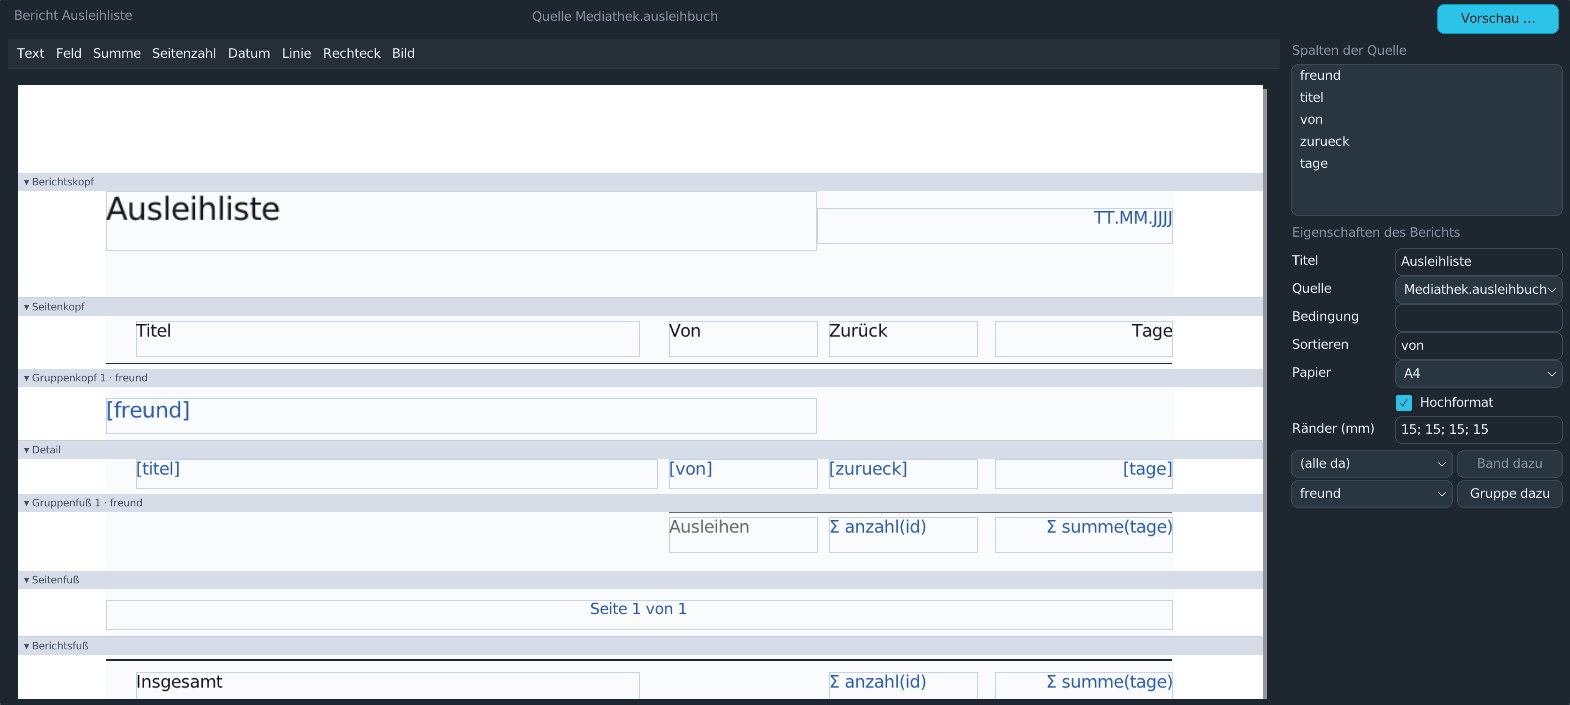 Bericht Ausleihliste
Quelle Mediathek.ausleihbuch
Vorschau ...
Text Feld Summe Seitenzahl Datum Linie Rechteck Bild
▾ Berichtskopf
Ausleihliste
TT.MM.JJJJ
▾ Seitenkopf
Titel Von Zurück Tage
▾ Gruppenkopf 1 · freund
[freund]
▾ Detail
[titel] [von] [zurueck] [tage]
▾ Gruppenfuß 1 · freund
Ausleihen Σ anzahl(id) Σ summe(tage)
▾ Seitenfuß
Seite 1 von 1
▾ Berichtsfuß
Insgesamt Σ anzahl(id) Σ summe(tage)
Spalten der Quelle
freund
titel
von
zurueck
tage
Eigenschaften des Berichts
Titel Ausleihliste
Quelle Mediathek.ausleihbuch
Bedingung
Sortieren von
Papier A4
Hochformat
Ränder (mm) 15; 15; 15; 15
(alle da) Band dazu
freund Gruppe dazu